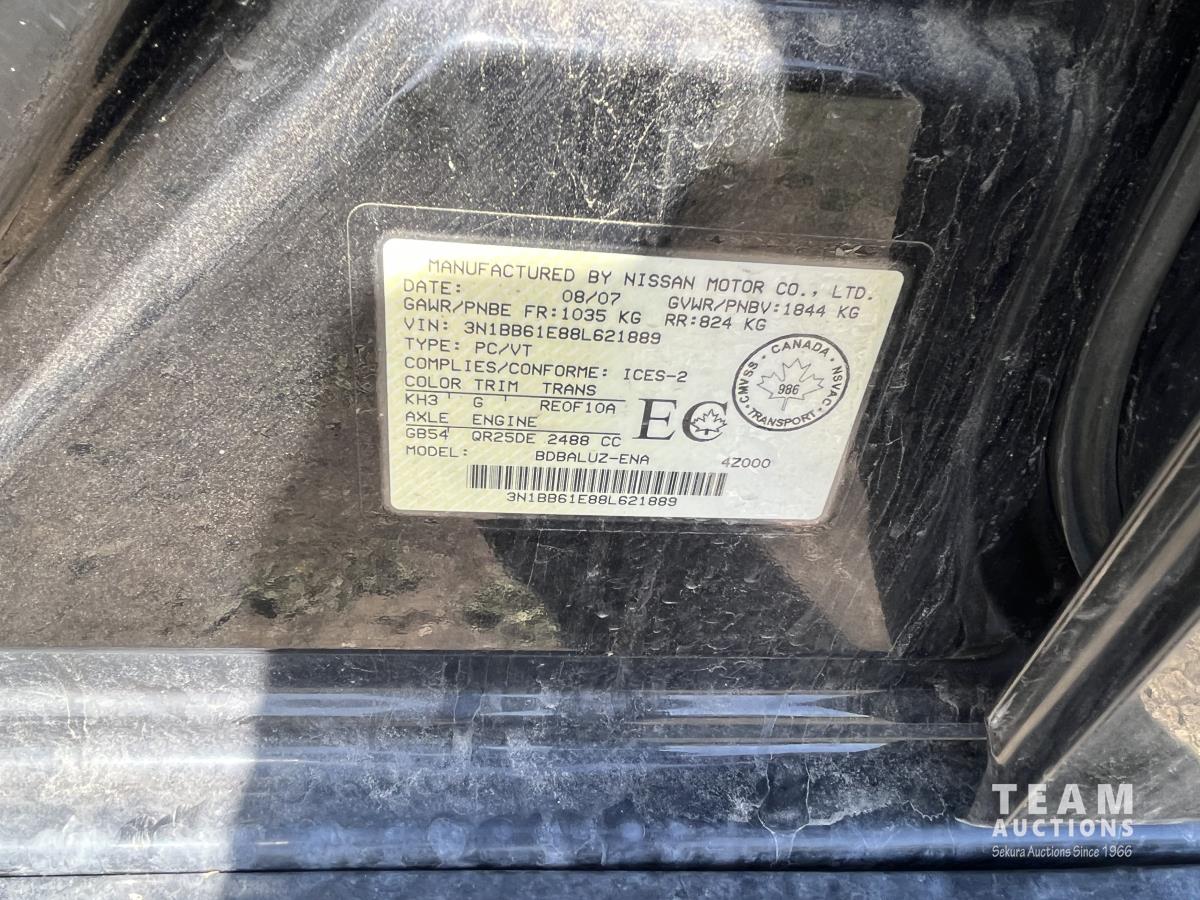 MANUFACTURED BY NISSAN MOTOR CO., LTD.
DATE: 08/07 GVWR/PNBV:1844 KG
GAWR/PNBE FR:1035 KG RR:824 KG
VIN: 3N1BB61E88L621889
TYPE: PC/VT
COMPLIES/CONFORME: ICES-2
COLOR TRIM TRANS
KH3 G RE0F10A
AXLE ENGINE
GB54 QR25DE 2488 CC
MODEL: BDBALUZ-ENA 4Z000
3N1BB61E88L621889
EC
CMVSS • CANADA • NSVAC • TRANSPORT •
986
TEAM
AUCTIONS
Sekura Auctions Since 1966